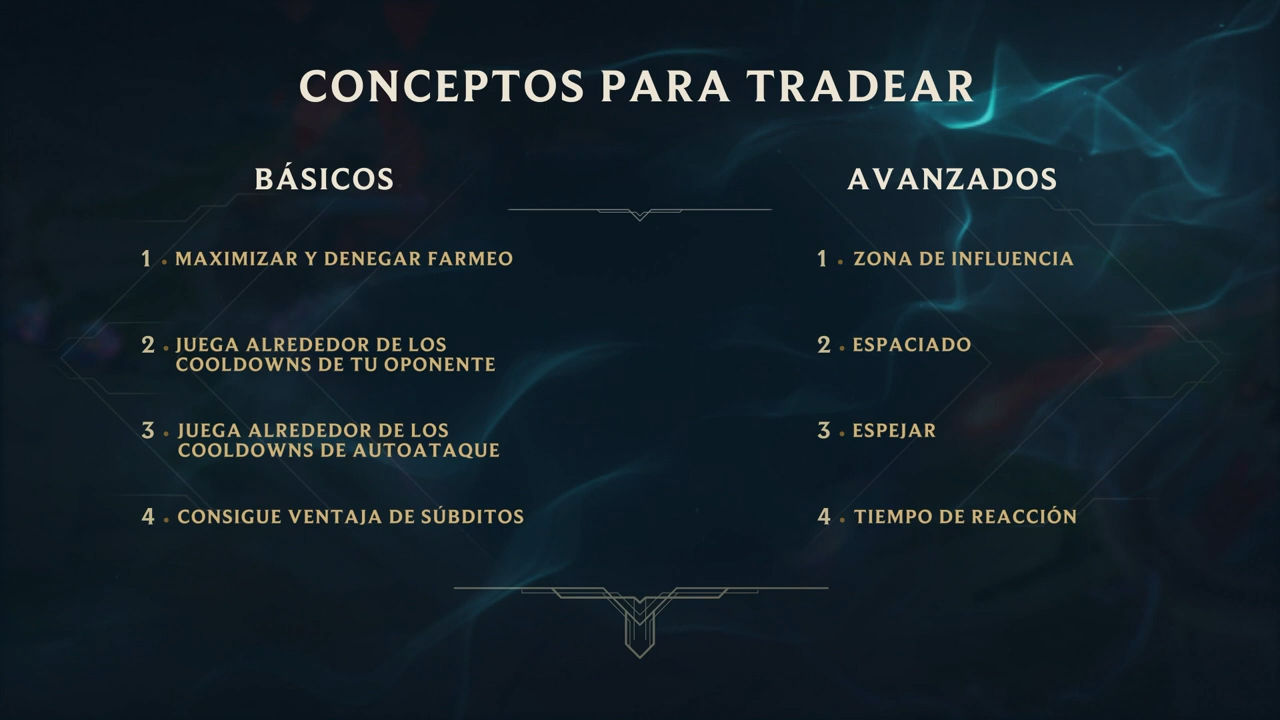 CONCEPTOS PARA TRADEAR
BÁSICOS
1. MAXIMIZAR Y DENEGAR FARMEO
2. JUEGA ALREDEDOR DE LOS
COOLDOWNS DE TU OPONENTE
3. JUEGA ALREDEDOR DE LOS
COOLDOWNS DE AUTOATAQUE
4. CONSIGUE VENTAJA DE SÚBDITOS
AVANZADOS
1. ZONA DE INFLUENCIA
2. ESPACIADO
3. ESPEJAR
4. TIEMPO DE REACCIÓN